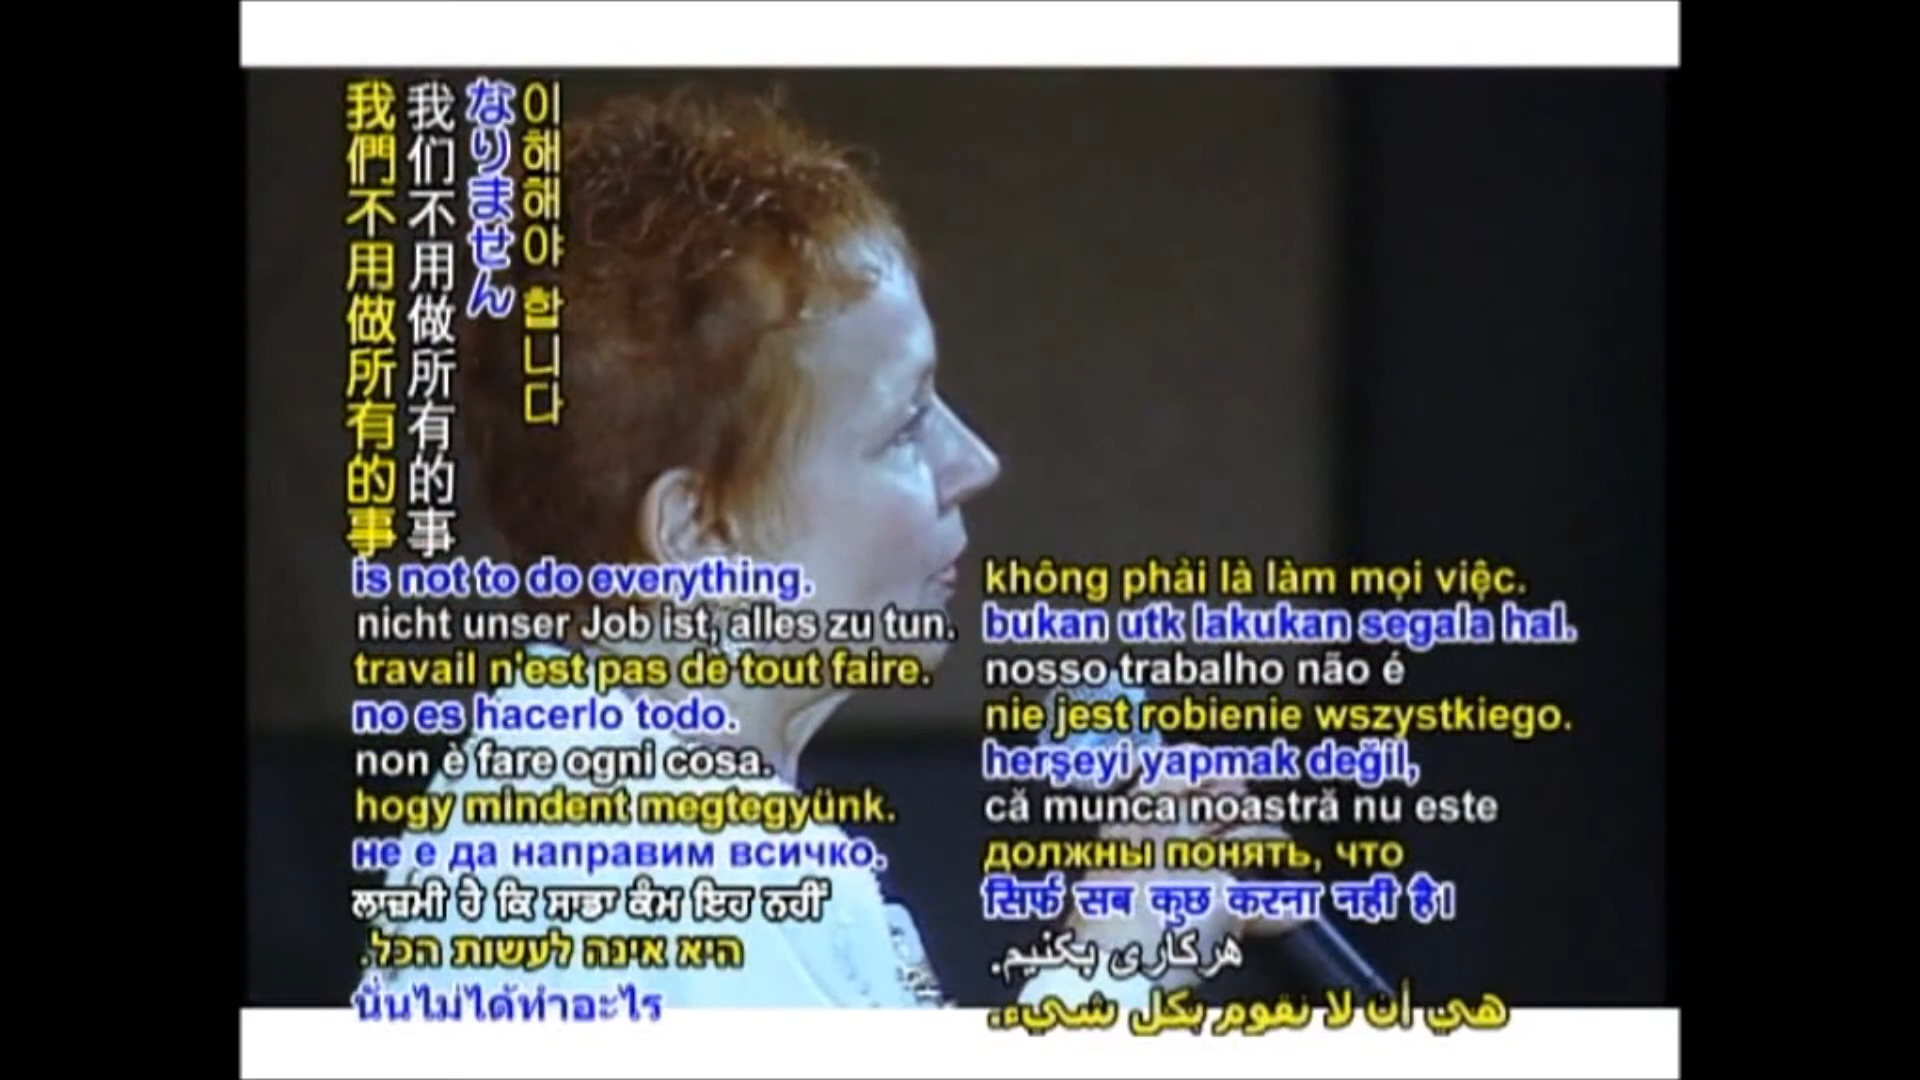 我們不用做所有的事
我们不用做所有的事
なりません
이해해야 합니다
is not to do everything.
nicht unser Job ist, alles zu tun.
travail n'est pas de tout faire.
no es hacerlo todo.
non è fare ogni cosa.
hogy mindent megtegyünk.
не е да направим всичко.
ਲਾਜ਼ਮੀ ਹੈ ਕਿ ਸਾਡਾ ਕੰਮ ਇਹ ਨਹੀਂ
היא אינה לעשות הכל.
นั่นไม่ได้ทำอะไร
không phải là làm mọi việc.
bukan utk lakukan segala hal.
nosso trabalho não é
nie jest robienie wszystkiego.
herşeyi yapmak değil,
că munca noastră nu este
должны понять, что
सिर्फ सब कुछ करना नहीं है।
هرکاری بکنیم.
هي أن لا نقوم بكل شيء.